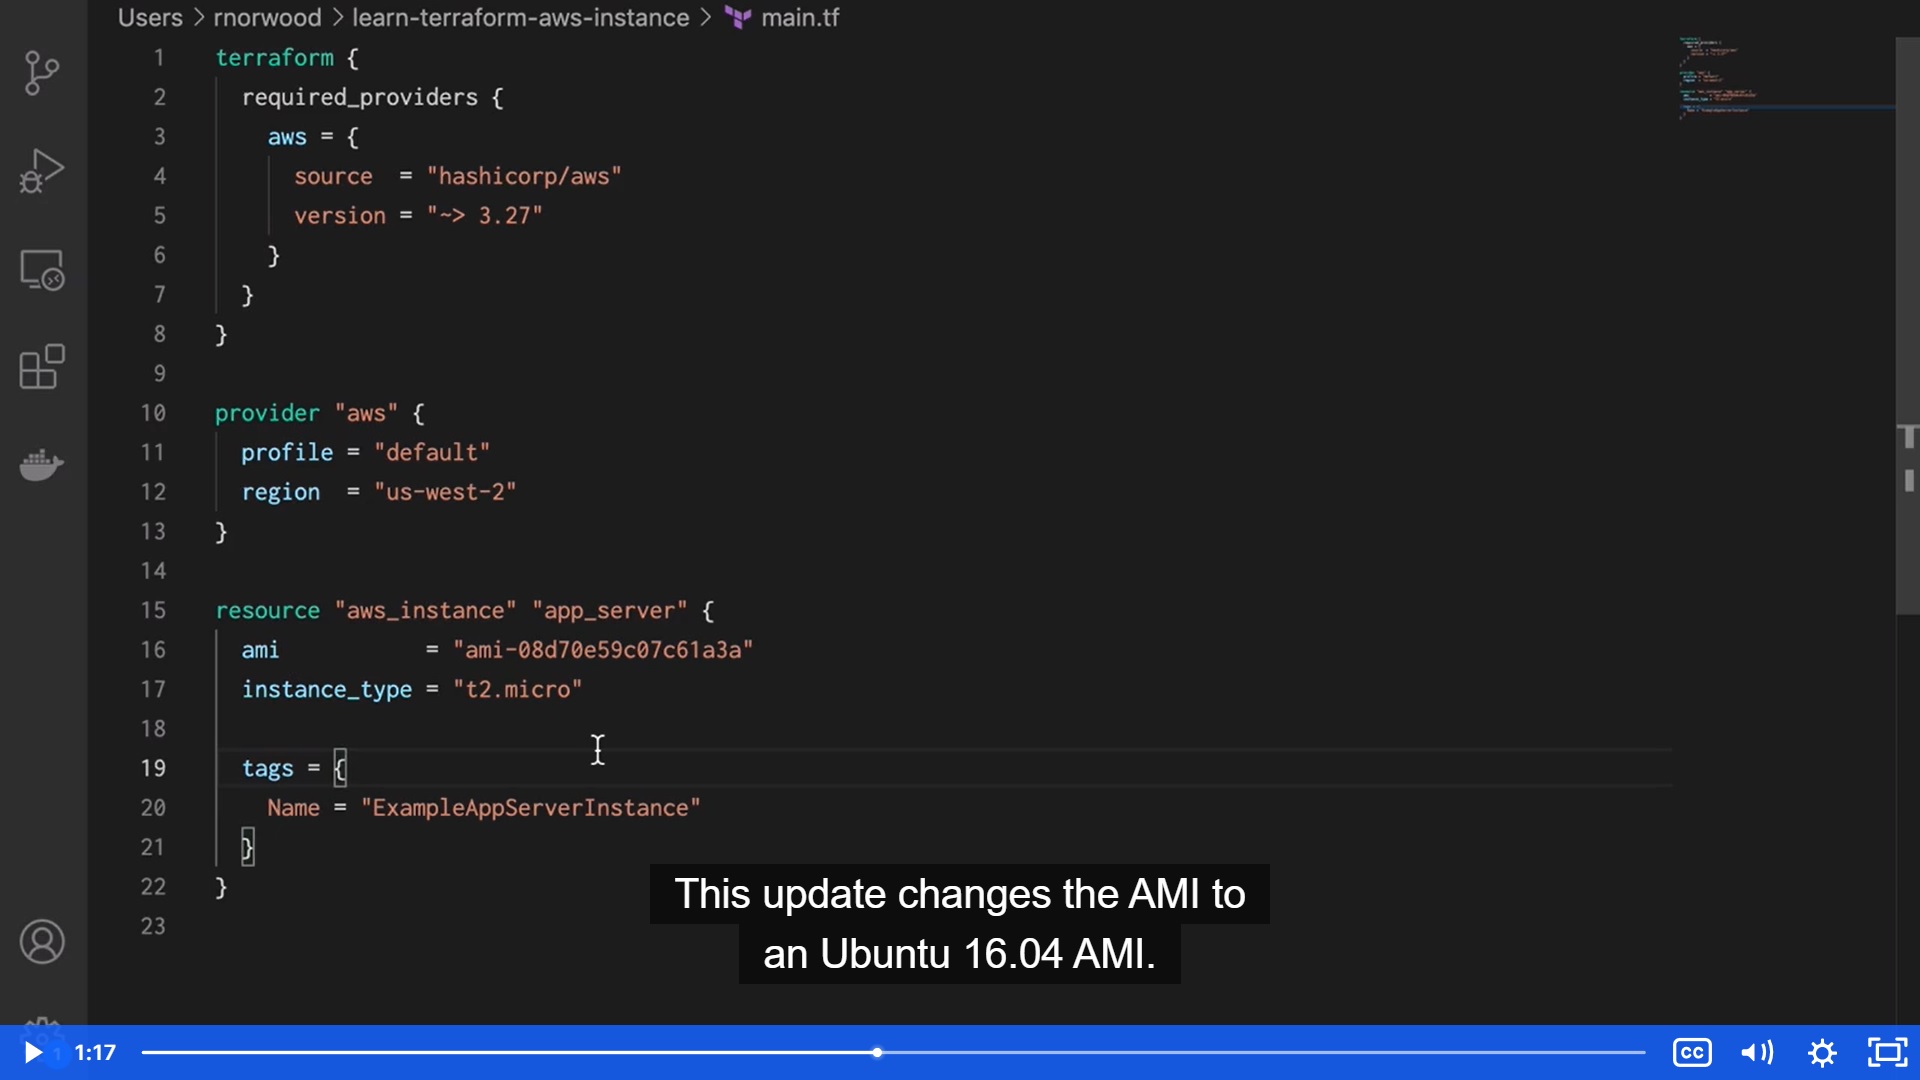 Users > rnorwood > learn-terraform-aws-instance > main.tf
1 terraform {
2   required_providers {
3     aws = {
4       source  = "hashicorp/aws"
5       version = "~> 3.27"
6     }
7   }
8 }
9
10 provider "aws" {
11   profile = "default"
12   region  = "us-west-2"
13 }
14
15 resource "aws_instance" "app_server" {
16   ami           = "ami-08d70e59c07c61a3a"
17   instance_type = "t2.micro"
18
19   tags = {
20     Name = "ExampleAppServerInstance"
21   }
22 }
23
This update changes the AMI to
an Ubuntu 16.04 AMI.
1 1:17 CC